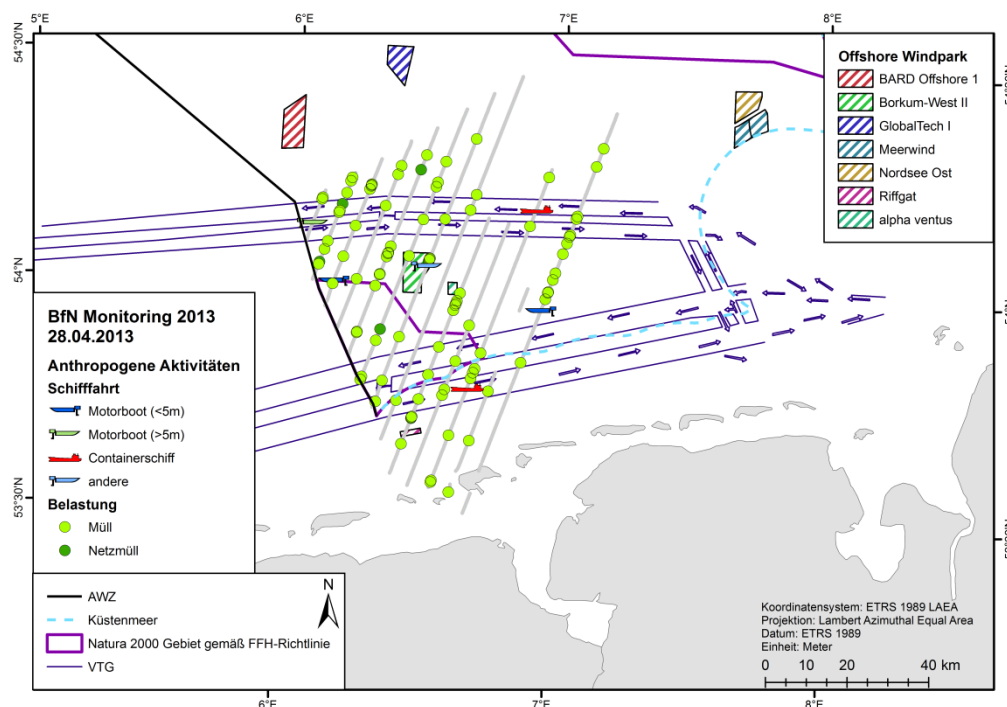 5°E
6°E
7°E
8°E
54°30'N
54°N
53°30'N
Offshore Windpark
BARD Offshore 1
Borkum-West II
GlobalTech I
Meerwind
Nordsee Ost
Riffgat
alpha ventus
BfN Monitoring 2013
28.04.2013
Anthropogene Aktivitäten
Schifffahrt
Motorboot (<5m)
Motorboot (>5m)
Containerschiff
andere
Belastung
Müll
Netzmüll
N
AWZ
Küstenmeer
Natura 2000 Gebiet gemäß FFH-Richtlinie
VTG
Koordinatensystem: ETRS 1989 LAEA
Projektion: Lambert Azimuthal Equal Area
Datum: ETRS 1989
Einheit: Meter
0 10 20 40 km
6°E
7°E
8°E